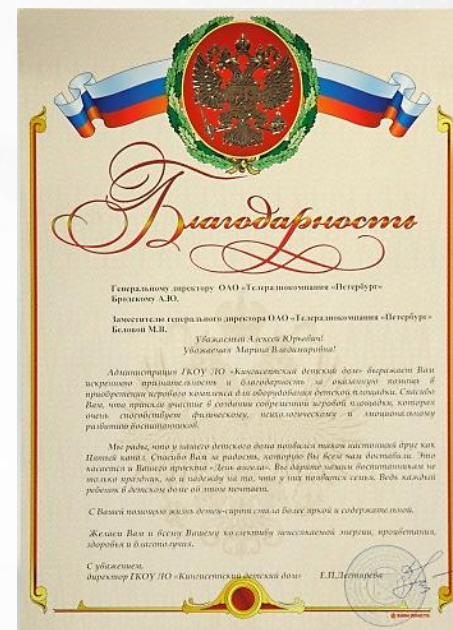 Благодарность
Генеральному директору ОАО «Телерадиокомпания «Петербург»
Бродскому А.Ю.
Заместителю генерального директора ОАО «Телерадиокомпания «Петербург»
Беловой М.В.
Уважаемый Алексей Юрьевич!
Уважаемая Марина Владимировна!
Администрация ГКОУ ЛО «Кингисеппский детский дом» выражает Вам
искреннюю признательность и благодарность за оказанную помощь в
приобретении игрового комплекса для оборудования детской площадки. Спасибо
Вам, что приняли участие в создании современной игровой площадки, которая
очень способствует физическому, психологическому и эмоциональному
развитию воспитанников.
Мы рады, что у нашего детского дома появился такой настоящий друг как
Пятый канал. Спасибо Вам за радость, которую Вы всем нам доставили. Это
касается и Вашего проекта «День ангела». Вы дарите нашим воспитанникам не
только праздник, но и надежду на то, что у них появится семья. Ведь каждый
ребенок в детском доме об этом мечтает.
С Вашей помощью жизнь детей-сирот стала более яркой и содержательной.
Желаем Вам и всему Вашему коллективу неиссякаемой энергии, процветания,
здоровья и благополучия.
С уважением,
директор ГКОУ ЛО «Кингисеппский детский дом» Е.П.Дегтярева